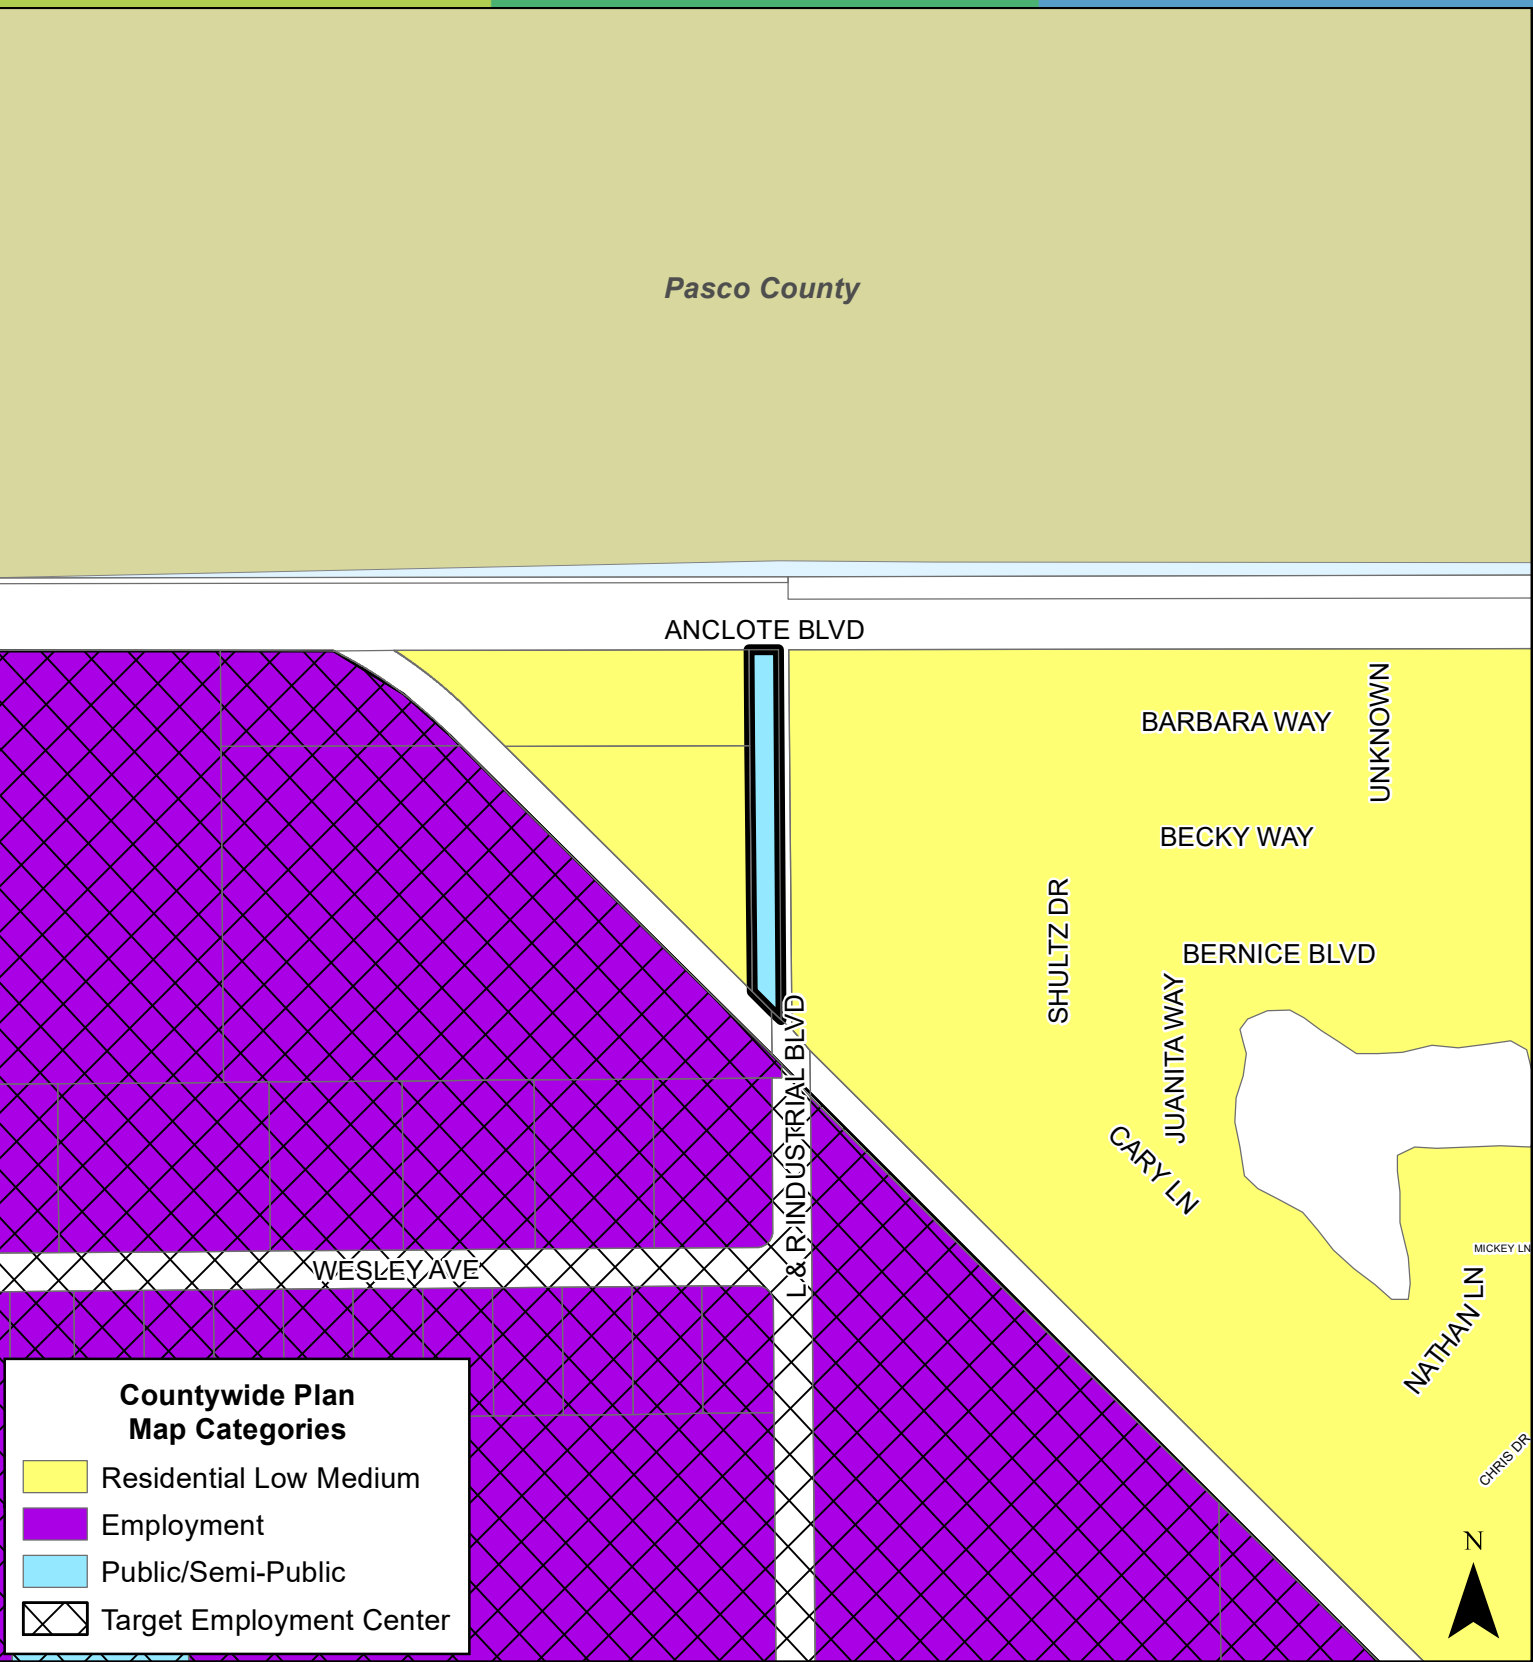 Pasco County
ANCLOTE BLVD
BARBARA WAY
UNKNOWN
BECKY WAY
SHULTZ DR
BERNICE BLVD
JUANITA WAY
L & R INDUSTRIAL BLVD
CARY LN
MICKEY LN
WESLEY AVE
NATHAN LN
CHRIS DR
Countywide Plan
Map Categories
Residential Low Medium
Employment
Public/Semi-Public
Target Employment Center
N